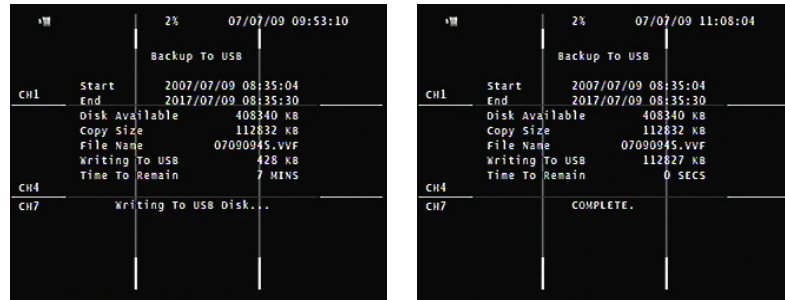 2% 07/07/09 09:53:10
Backup To USB
CH1
Start 2007/07/09 08:35:04
End 2017/07/09 08:35:30
Disk Available 408340 KB
Copy Size 112832 KB
File Name 07090945.VVF
Writing To USB 428 KB
Time To Remain 7 MINS
CH4
CH7 Writing To USB Disk...
2% 07/07/09 11:08:04
Backup To USB
CH1
Start 2007/07/09 08:35:04
End 2017/07/09 08:35:30
Disk Available 408340 KB
Copy Size 112832 KB
File Name 07090945.VVF
Writing To USB 112827 KB
Time To Remain 0 SECS
CH4
CH7 COMPLETE.